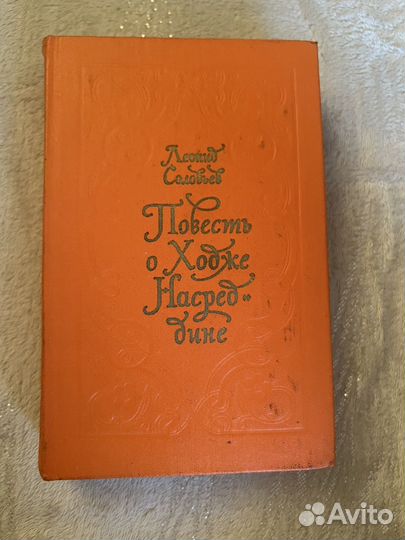 Леонид
Соловьев
Повесть
о Ходже
Насред-
дине
Avito